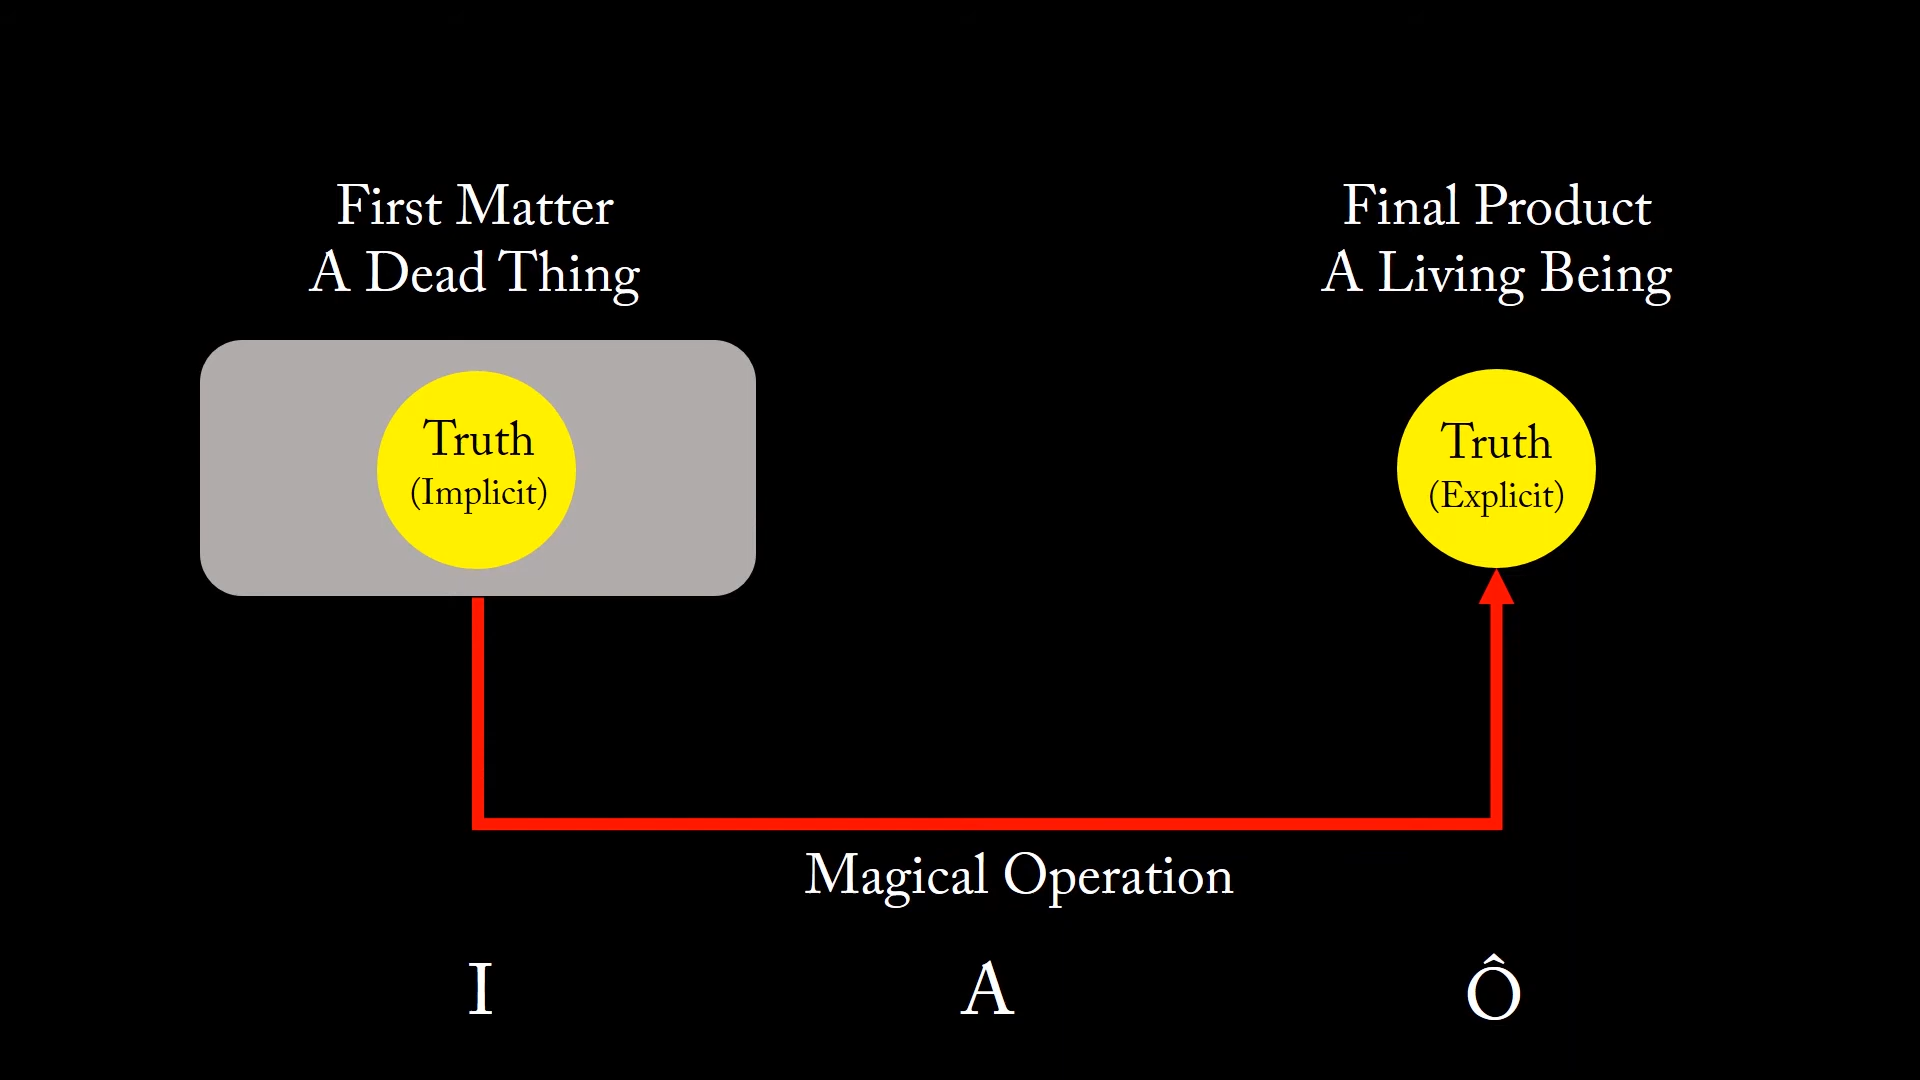 First Matter
A Dead Thing
Final Product
A Living Being
Truth
(Implicit)
Truth
(Explicit)
Magical Operation
I A Ô